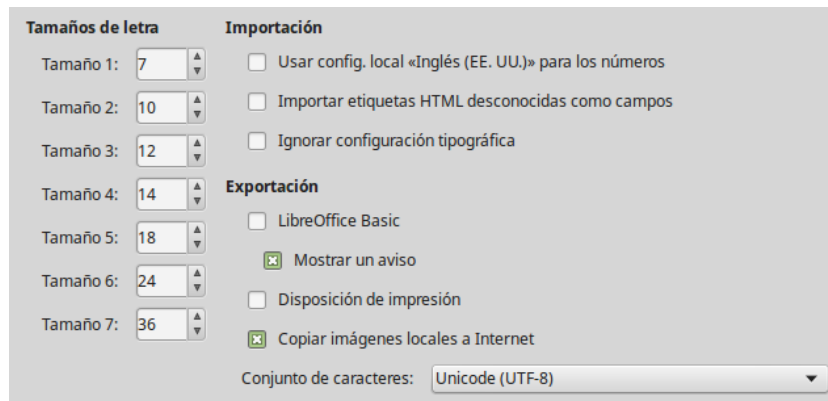 Tamaños de letra
Tamaño 1: 7
Tamaño 2: 10
Tamaño 3: 12
Tamaño 4: 14
Tamaño 5: 18
Tamaño 6: 24
Tamaño 7: 36
Importación
Usar config. local «Inglés (EE. UU.)» para los números
Importar etiquetas HTML desconocidas como campos
Ignorar configuración tipográfica
Exportación
LibreOffice Basic
Mostrar un aviso
Disposición de impresión
Copiar imágenes locales a Internet
Conjunto de caracteres: Unicode (UTF-8)